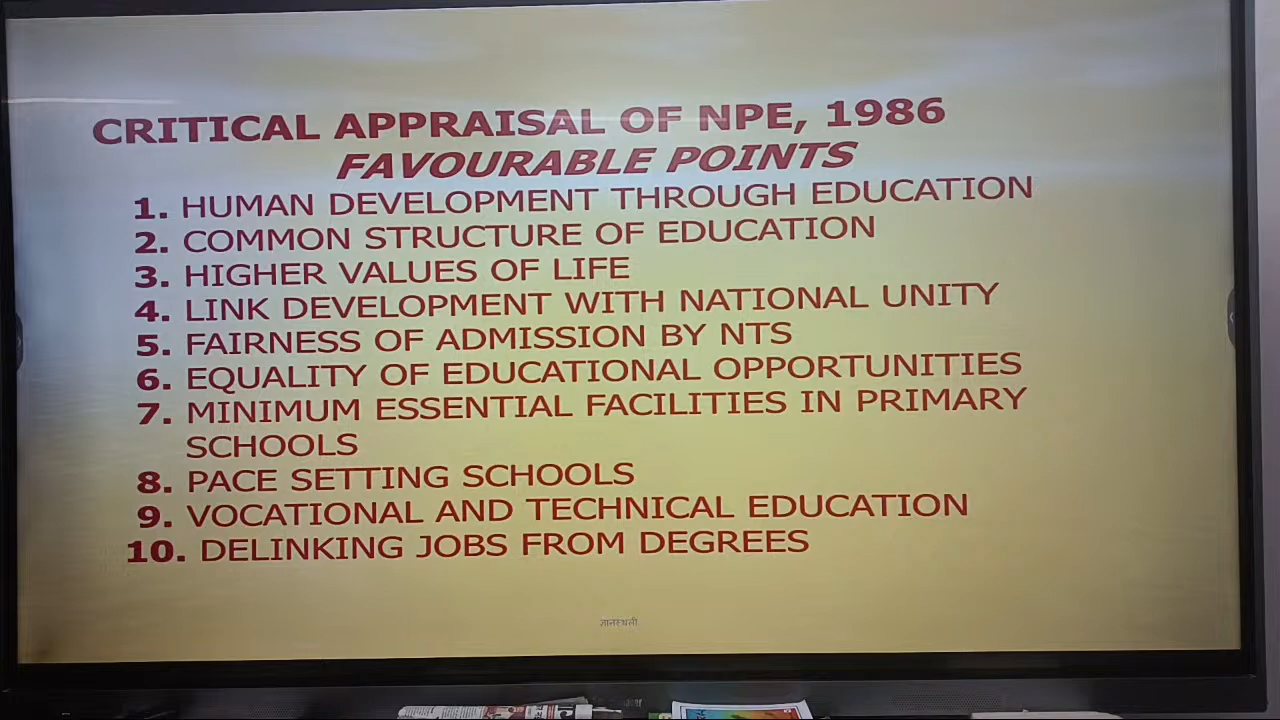 CRITICAL APPRAISAL OF NPE, 1986
FAVOURABLE POINTS
1. HUMAN DEVELOPMENT THROUGH EDUCATION
2. COMMON STRUCTURE OF EDUCATION
3. HIGHER VALUES OF LIFE
4. LINK DEVELOPMENT WITH NATIONAL UNITY
5. FAIRNESS OF ADMISSION BY NTS
6. EQUALITY OF EDUCATIONAL OPPORTUNITIES
7. MINIMUM ESSENTIAL FACILITIES IN PRIMARY
SCHOOLS
8. PACE SETTING SCHOOLS
9. VOCATIONAL AND TECHNICAL EDUCATION
10. DELINKING JOBS FROM DEGREES
ज्ञानस्थली